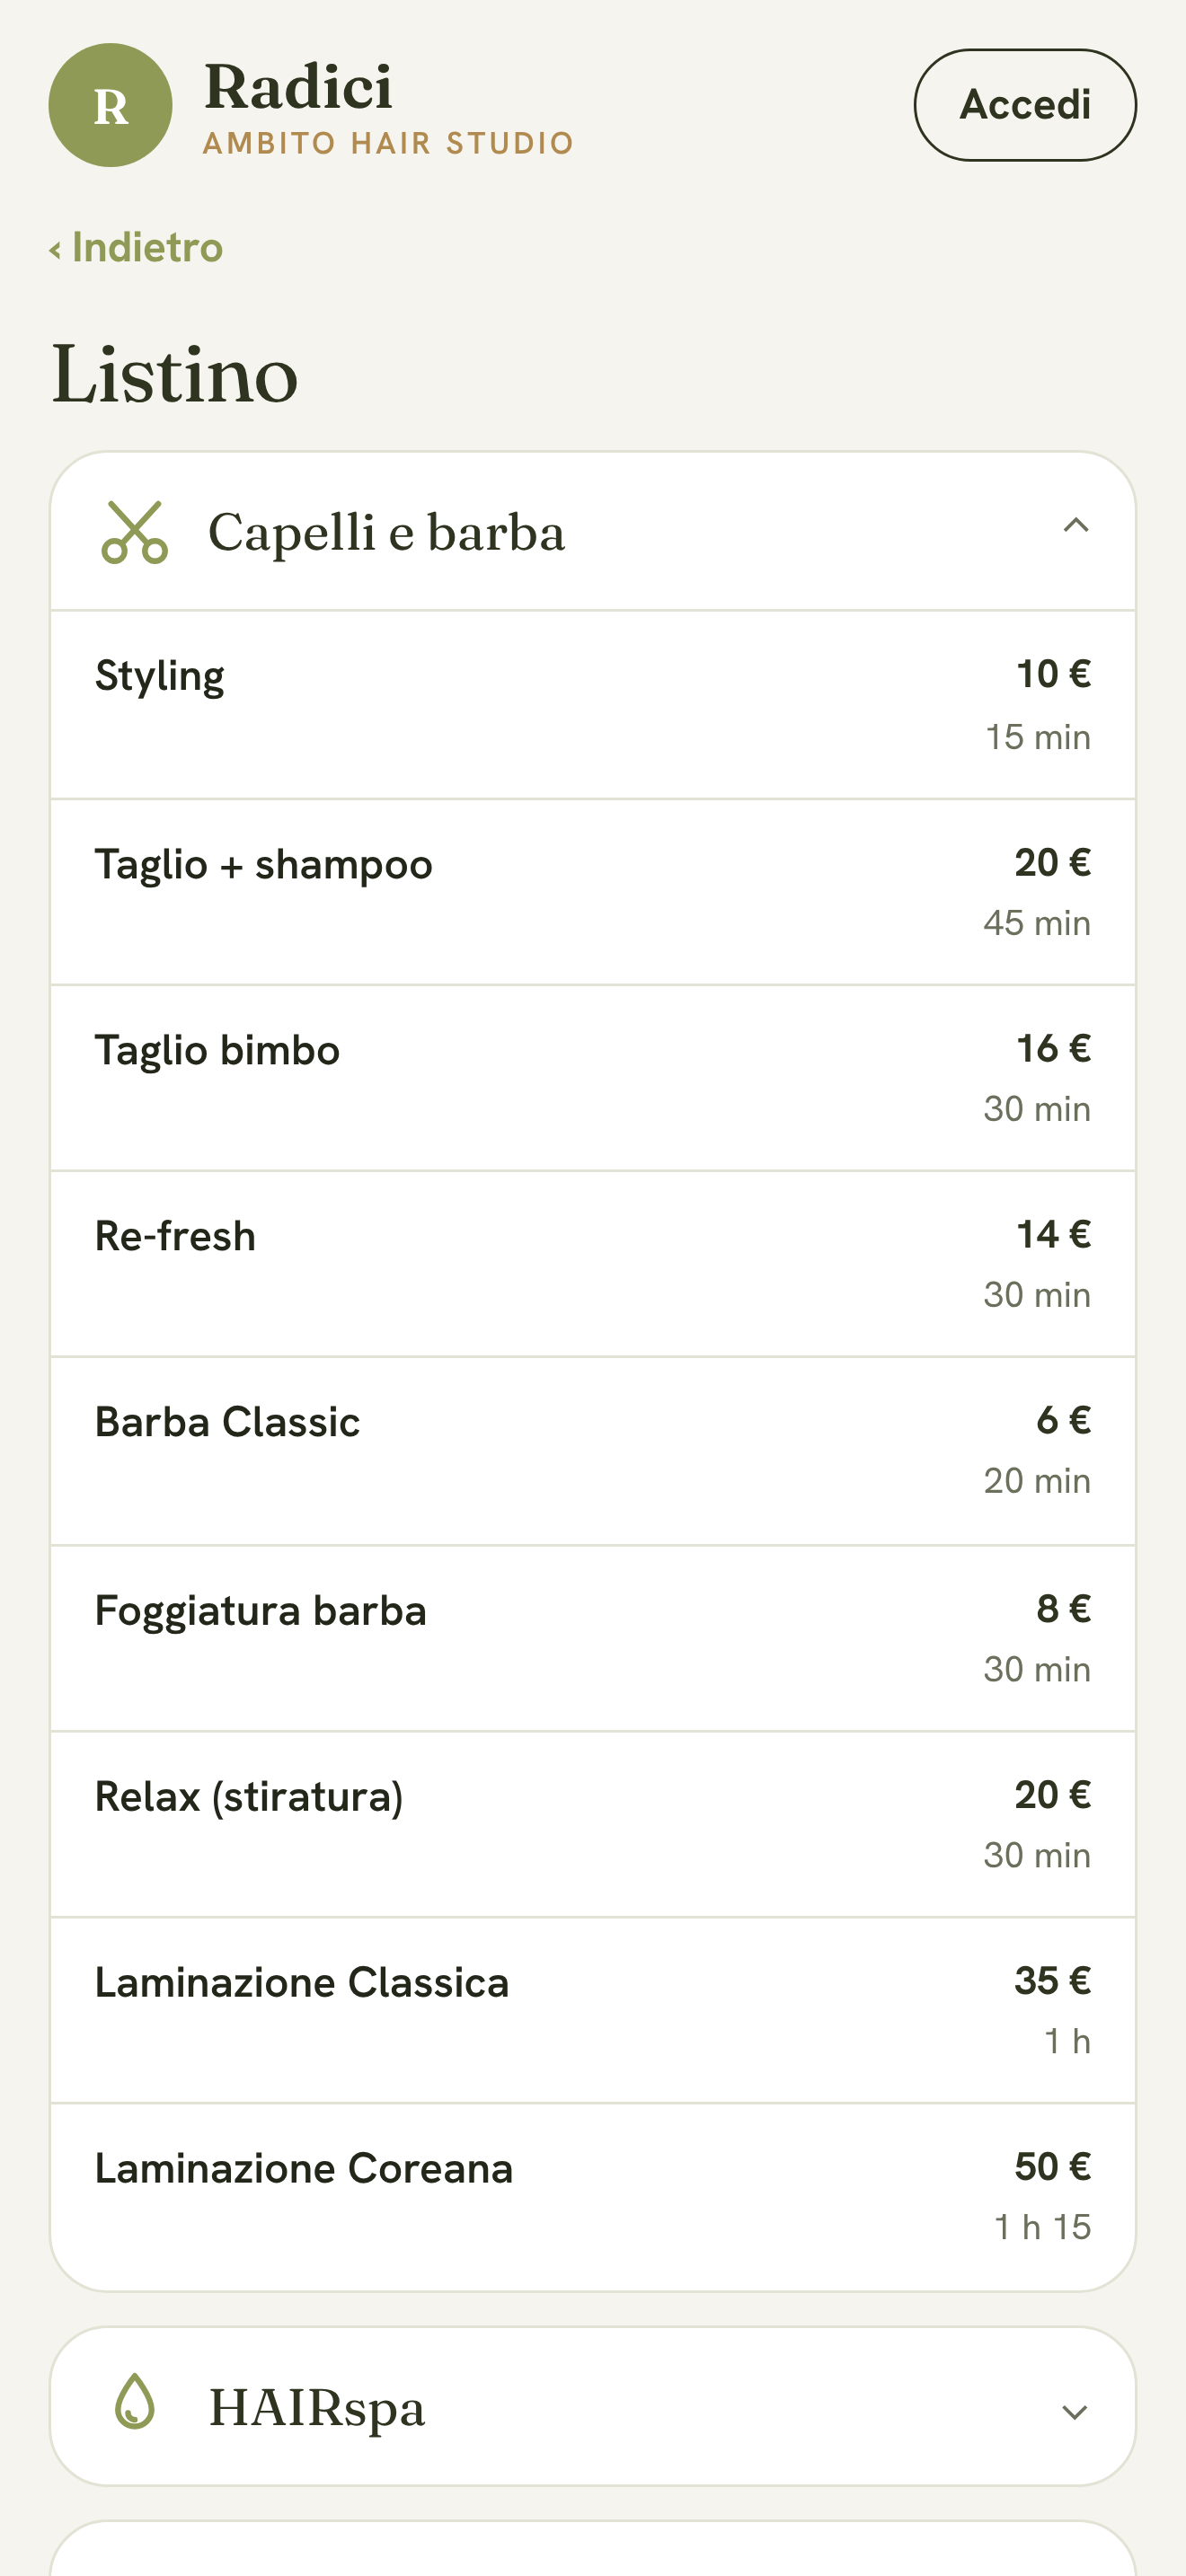 R
Radici
AMBITO HAIR STUDIO
Accedi
‹ Indietro
Listino
Capelli e barba
Styling
10 €
15 min
Taglio + shampoo
20 €
45 min
Taglio bimbo
16 €
30 min
Re-fresh
14 €
30 min
Barba Classic
6 €
20 min
Foggiatura barba
8 €
30 min
Relax (stiratura)
20 €
30 min
Laminazione Classica
35 €
1 h
Laminazione Coreana
50 €
1 h 15
HAIRspa